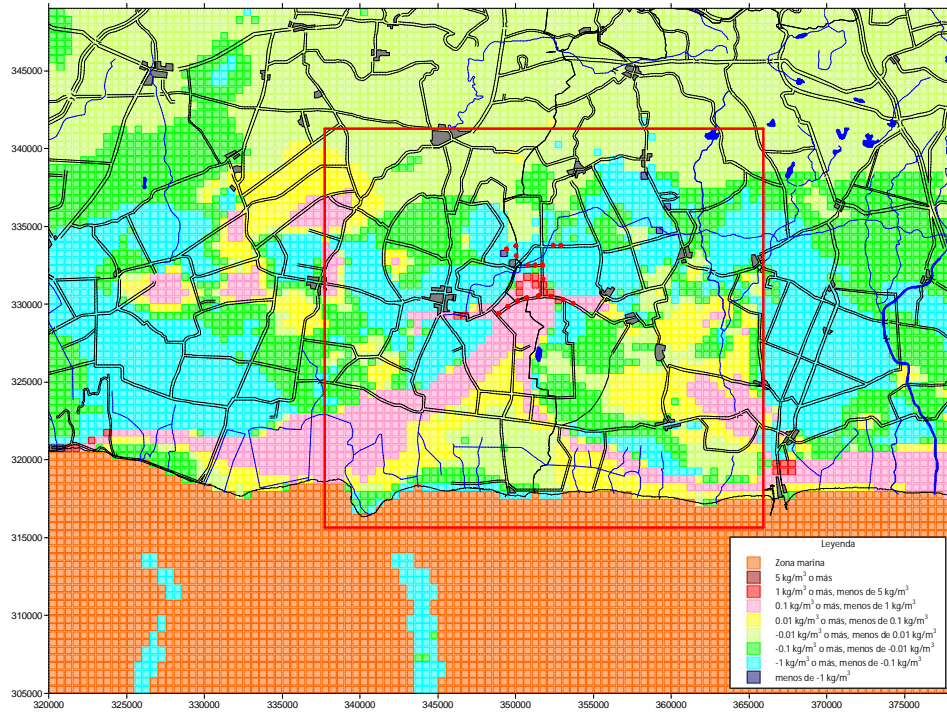 345000
340000
335000
330000
325000
320000
315000
310000
305000
320000 325000 330000 335000 340000 345000 350000 355000 360000 365000 370000 375000
Leyenda
Zona marina
5 kg/m³ o más
1 kg/m³ o más, menos de 5 kg/m³
0.1 kg/m³ o más, menos de 1 kg/m³
0.01 kg/m³ o más, menos de 0.1 kg/m³
-0.01 kg/m³ o más, menos de 0.01 kg/m³
-0.1 kg/m³ o más, menos de -0.01 kg/m³
-1 kg/m³ o más, menos de -0.1 kg/m³
menos de -1 kg/m³